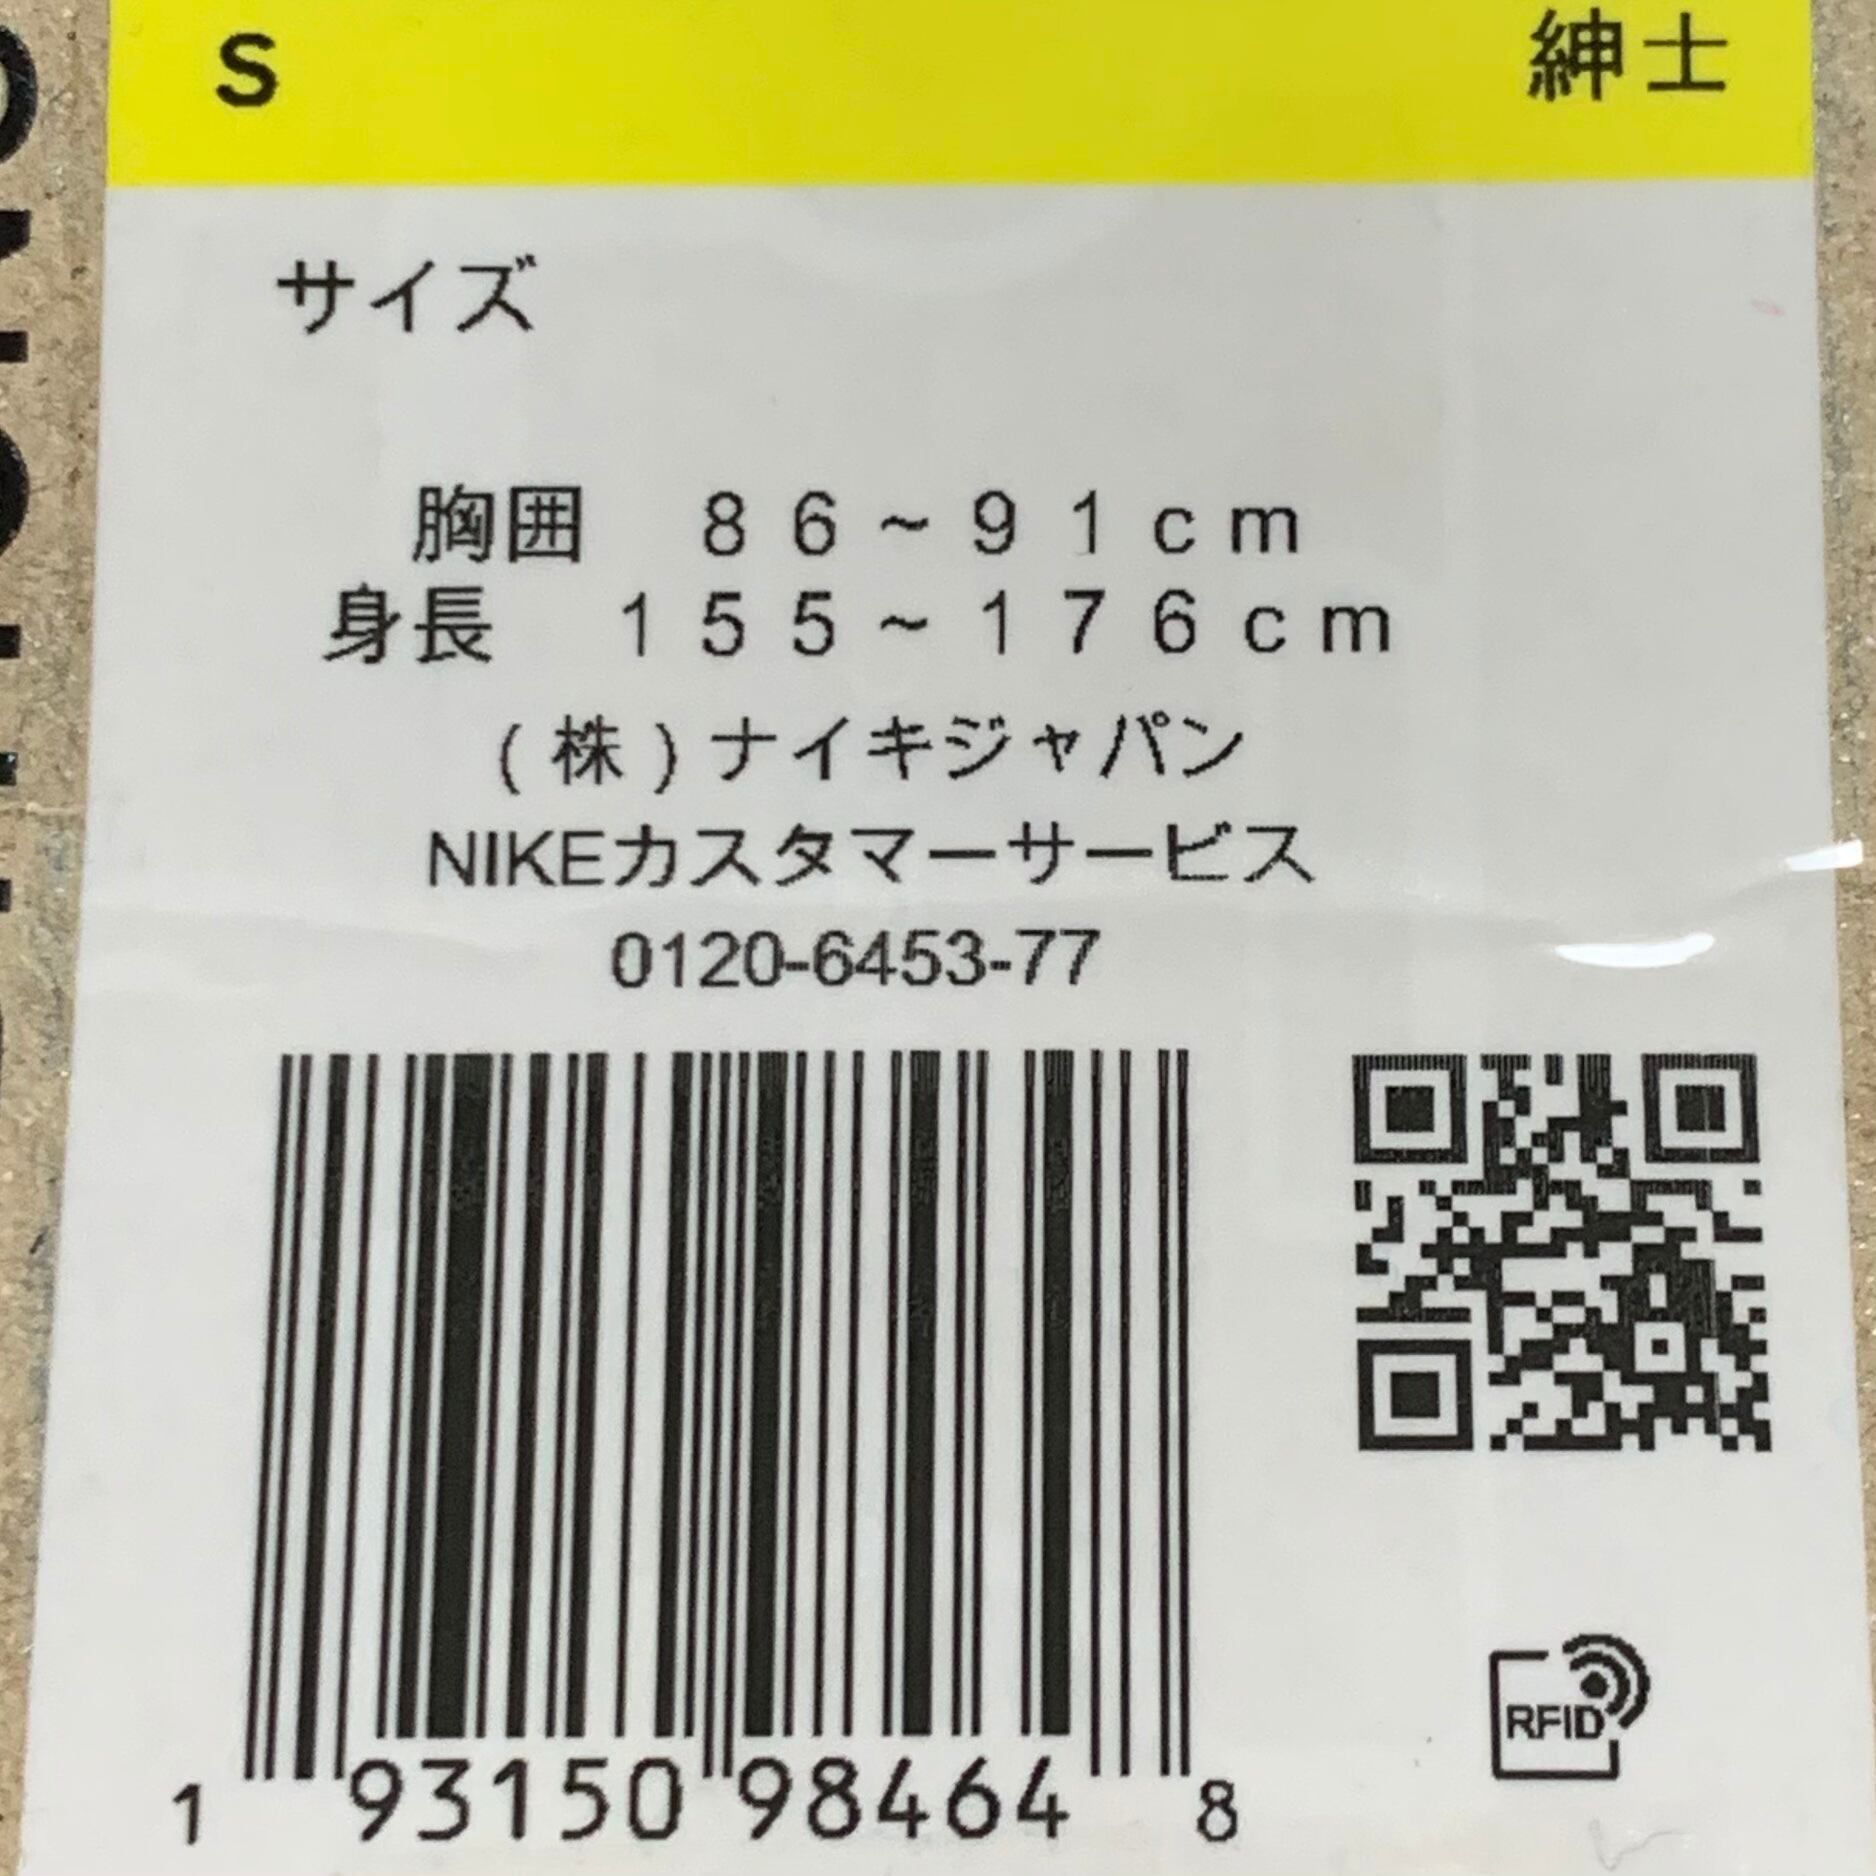 S 紳士
サイズ
胸囲　８６~９１ｃｍ
身長　１５５~１７６ｃｍ
(株)ナイキジャパン
NIKEカスタマーサービス
0120-6453-77
1 93150 98464 8
RFID